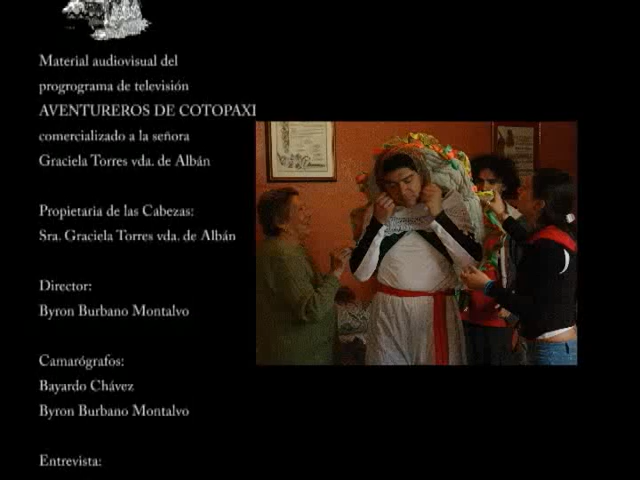 Material audiovisual del
progrograma de televisión
AVENTUREROS DE COTOPAXI
comercializado a la señora
Graciela Torres vda. de Albán
Propietaria de las Cabezas:
Sra. Graciela Torres vda. de Albán
Director:
Byron Burbano Montalvo
Camarógrafos:
Bayardo Chávez
Byron Burbano Montalvo
Entrevista: